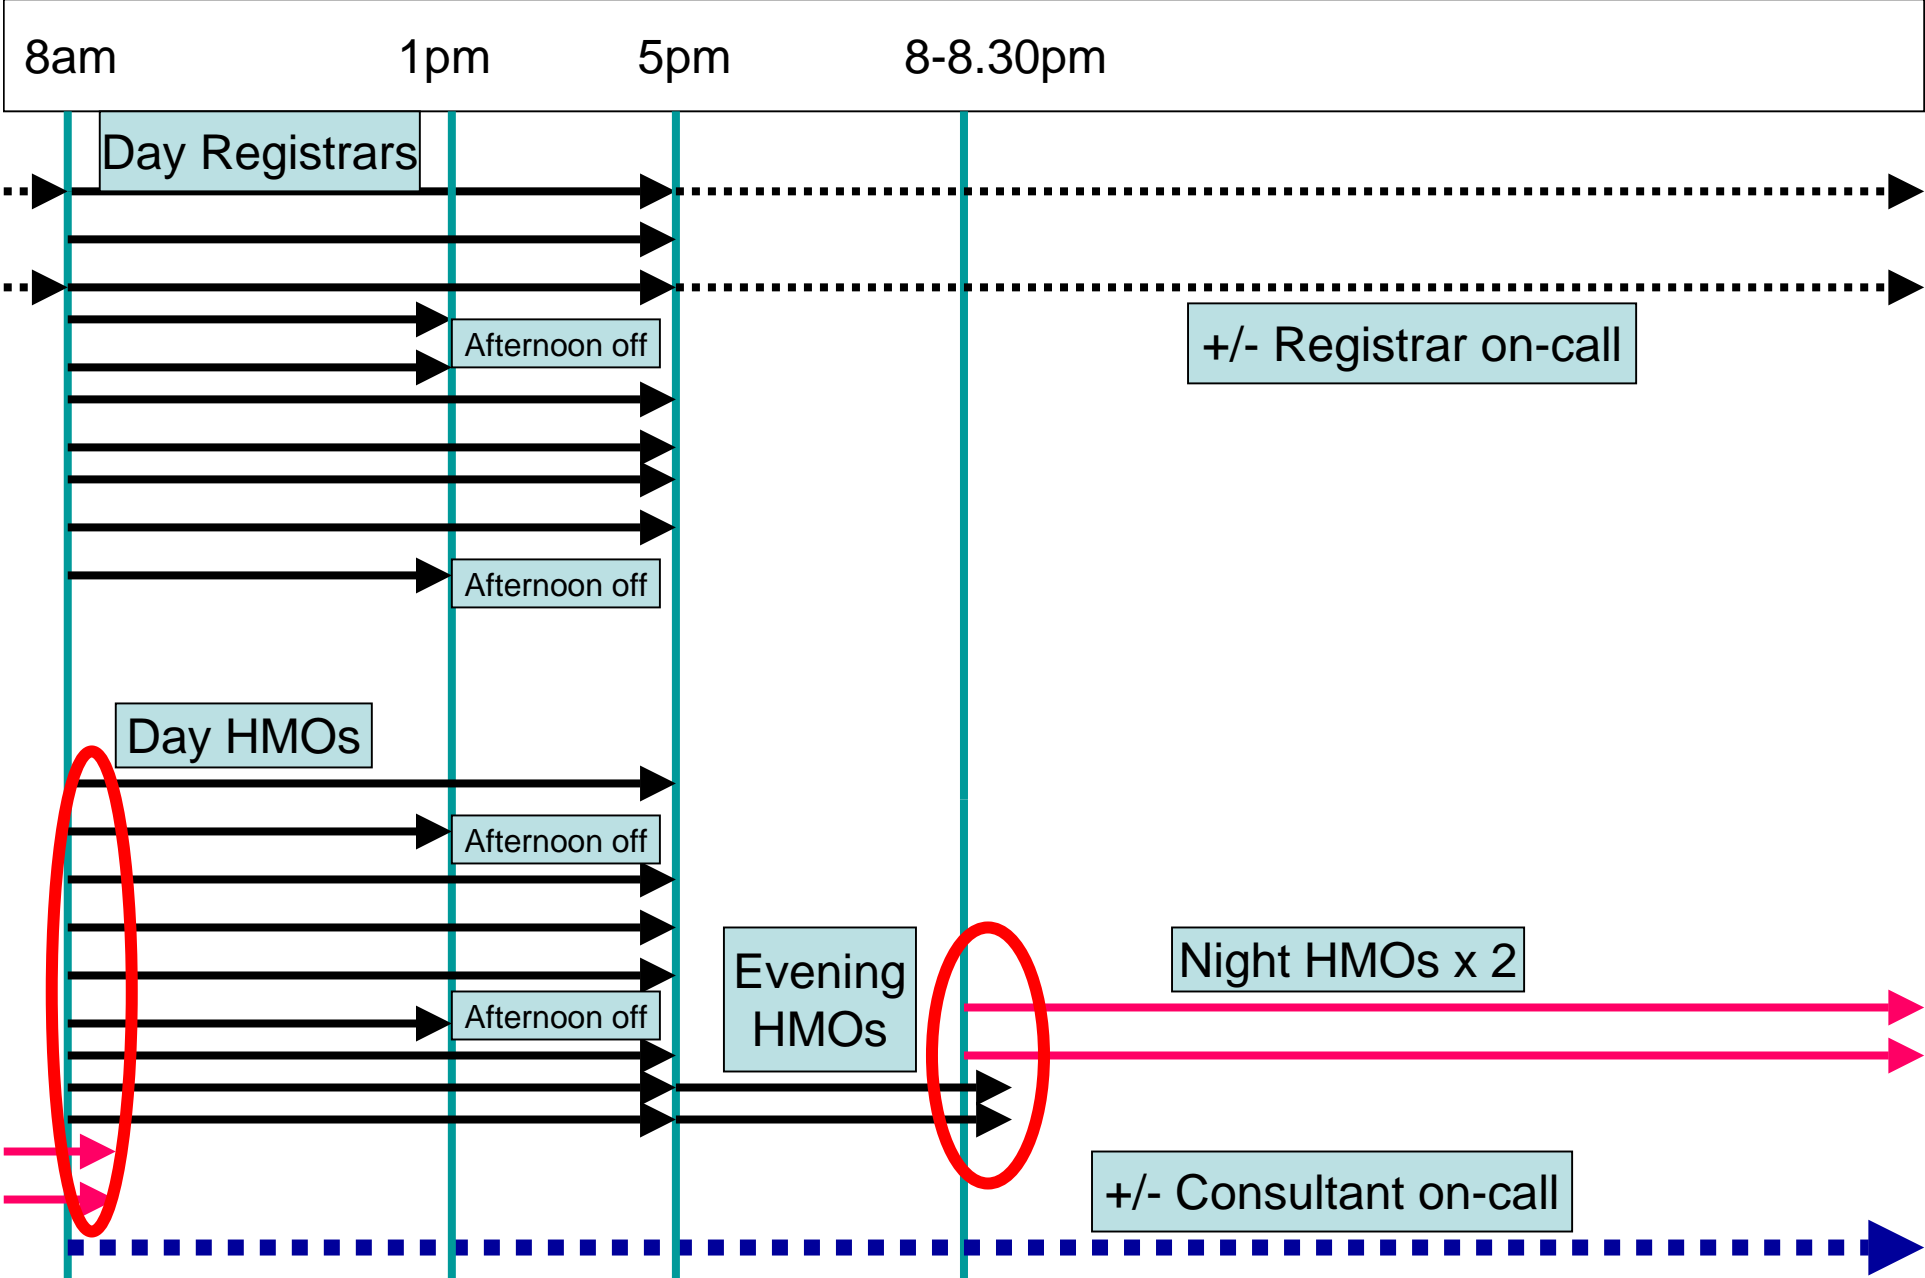 8am 1pm 5pm 8-8.30pm
Day Registrars
+/- Registrar on-call
Afternoon off
Afternoon off
Day HMOs
Afternoon off
Evening
HMOs
Night HMOs x 2
Afternoon off
+/- Consultant on-call